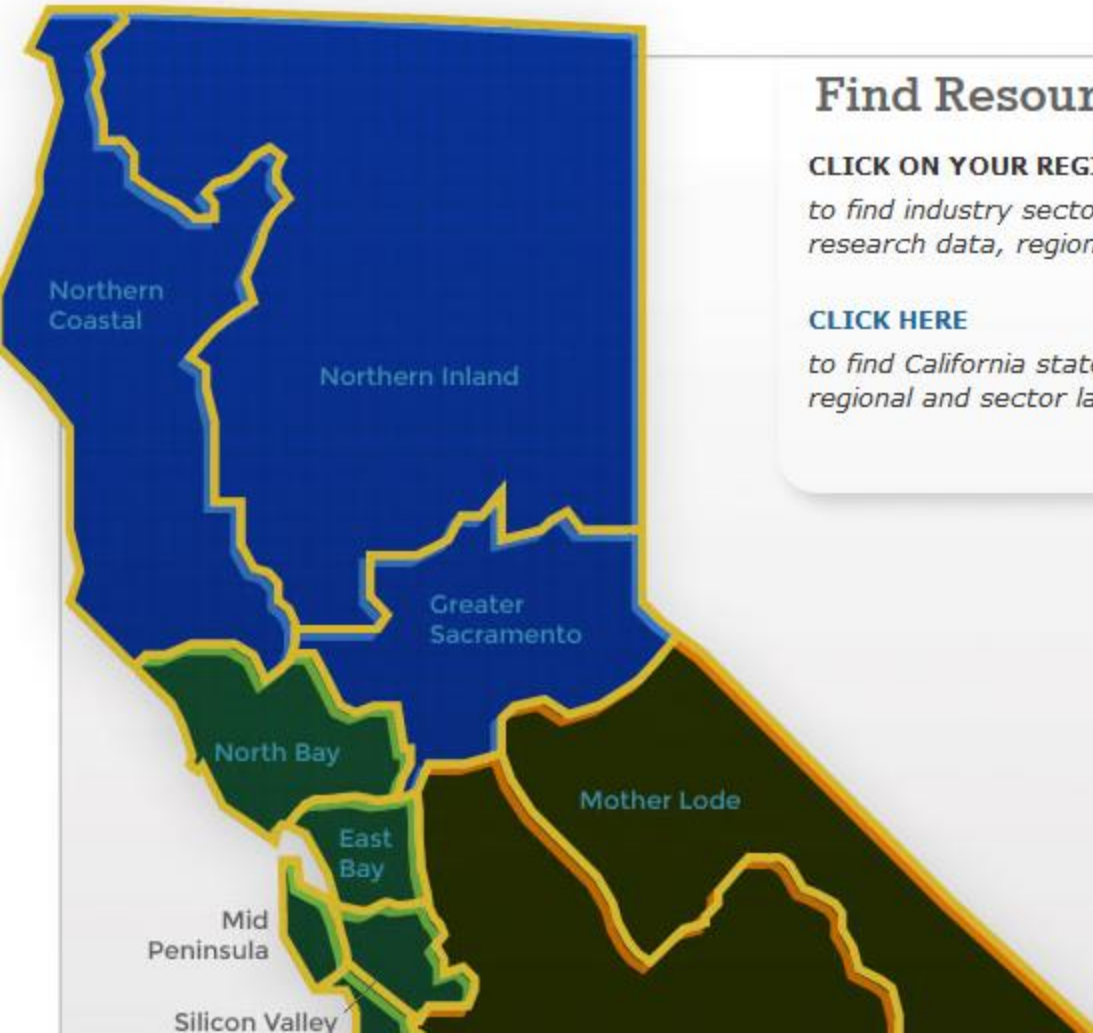 Find Resour
CLICK ON YOUR REGI
to find industry secto
research data, region
CLICK HERE
to find California state
regional and sector la
Northern
Coastal
Northern Inland
Greater
Sacramento
North Bay
Mother Lode
East
Bay
Mid
Peninsula
Silicon Valley